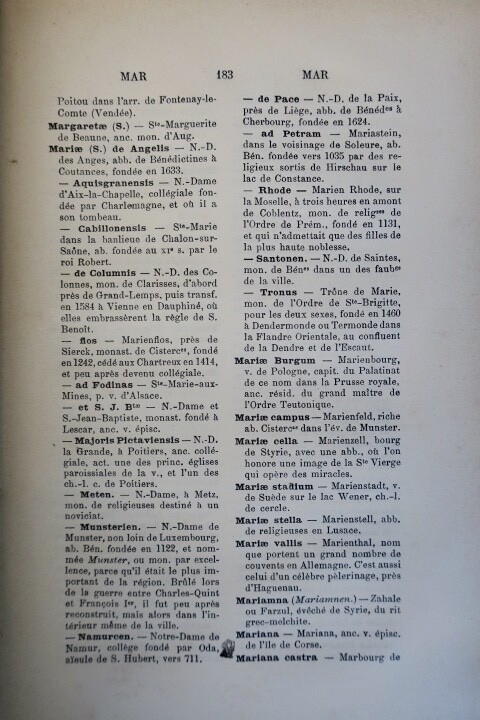 MAR 183 MAR
Poitou dans l'arr. de Fontenay-le-
Comte (Vendée).
Margaretæ (S.) — Ste-Marguerite
de Beaune, anc. mon. d'Aug.
Mariæ (S.) de Angelis — N.-D.
des Anges, abb. de Bénédictines à
Coutances, fondée en 1633.
— Aquisgranensis — N.-Dame
d'Aix-la-Chapelle, collégiale fon-
dée par Charlemagne, et où il a
son tombeau.
— Cabillonensis — Ste-Marie
dans la banlieue de Chalon-sur-
Saône, ab. fondée au XIe s. par le
roi Robert.
— de Columnis — N.-D. des Co-
lonnes, mon. de Clarisses, d'abord
près de Grand-Lemps, puis transf.
en 1584 à Vienne en Dauphiné, où
elles embrassèrent la règle de S.
Benoît.
— flos — Marienflos, près de
Sierck, monast. de Cisterces, fondé
en 1242, cédé aux Chartreux en 1414,
et peu après devenu collégiale.
— ad Fodinas — Ste-Marie-aux-
Mines, p. v. d'Alsace.
— et S. J. Btæ — N.-Dame et
S.-Jean-Baptiste, monast. fondé à
Lescar, anc. v. épisc.
— Majoris Pictaviensis — N.-D.
la Grande, à Poitiers, anc. collé-
giale, act. une des princ. églises
paroissiales de la v., et l'un des
ch.-l. c. de Poitiers.
— Meten. — N.-Dame, à Metz,
mon. de religieuses destiné à un
noviciat.
— Munsterien. — N.-Dame de
Munster, non loin de Luxembourg,
ab. Bén. fondée en 1122, et nom-
mée Munster, ou mon. par excel-
lence, parce qu'il était le plus im-
portant de la région. Brûlé lors
de la guerre entre Charles-Quint
et François Ier, il fut peu après
reconstruit, mais alors dans l'in-
térieur même de la ville.
— Namurcen. — Notre-Dame de
Namur, collège fondé par Oda,
aïeule de S. Hubert, vers 711.
— de Pace — N.-D. de la Paix,
près de Liège, abb. de Bénédes à
Cherbourg, fondée en 1624.
— ad Petram — Mariastein,
dans le voisinage de Soleure, ab.
Bén. fondée vers 1035 par des re-
ligieux sortis de Hirschau sur le
lac de Constance.
— Rhode — Marien Rhode, sur
la Moselle, à trois heures en amont
de Coblentz, mon. de religses de
l'Ordre de Prém., fondé en 1131,
et qui n'admettait que des filles de
la plus haute noblesse.
— Santonen. — N.-D. de Saintes,
mon. de Bénes dans un des faubgs
de la ville.
— Tronus — Trône de Marie,
mon. de l'Ordre de Ste-Brigitte,
pour les deux sexes, fondé en 1460
à Dendermonde ou Termonde dans
la Flandre Orientale, au confluent
de la Dendre et de l'Escaut.
Mariæ Burgum — Marienbourg,
v. de Pologne, capit. du Palatinat
de ce nom dans la Prusse royale,
anc. résid. du grand maître de
l'Ordre Teutonique.
Mariæ campus — Marienfeld, riche
ab. Cisterces dans l'év. de Munster.
Mariæ cella — Marienzell, bourg
de Styrie, avec une abb., où l'on
honore une image de la Ste Vierge
qui opère des miracles.
Mariæ stadium — Marienstadt, v.
de Suède sur le lac Wener, ch.-l.
de cercle.
Mariæ stella — Marienstell, abb.
de religieuses en Lusace.
Mariæ vallis — Marienthal, nom
que portent un grand nombre de
couvents en Allemagne. C'est aussi
celui d'un célèbre pèlerinage, près
d'Haguenau.
Mariamna (Mariamnen.) — Zahale
ou Farzul, évêché de Syrie, du rit
grec-melchite.
Mariana — Mariana, anc. v. épisc.
de l'île de Corse.
Mariana castra — Marbourg de